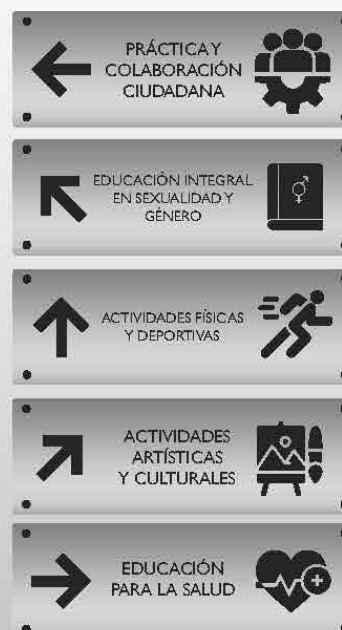 PRÁCTICA Y
COLABORACIÓN
CIUDADANA
EDUCACIÓN INTEGRAL
EN SEXUALIDAD Y
GÉNERO
ACTIVIDADES FÍSICAS
Y DEPORTIVAS
ACTIVIDADES
ARTÍSTICAS
Y CULTURALES
EDUCACIÓN
PARA LA SALUD